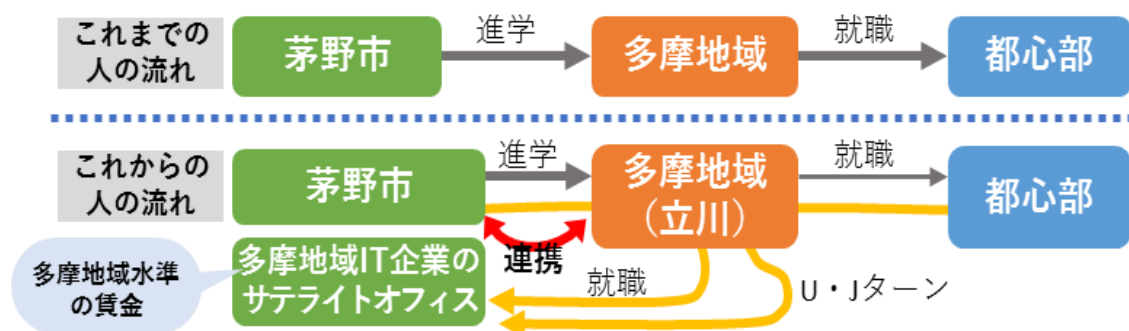 これまでの
人の流れ
茅野市
進学
多摩地域
就職
都心部
これからの
人の流れ
茅野市
進学
多摩地域
(立川)
就職
都心部
連携
多摩地域水準
の賃金
多摩地域IT企業の
サテライトオフィス
就職
U・Jターン